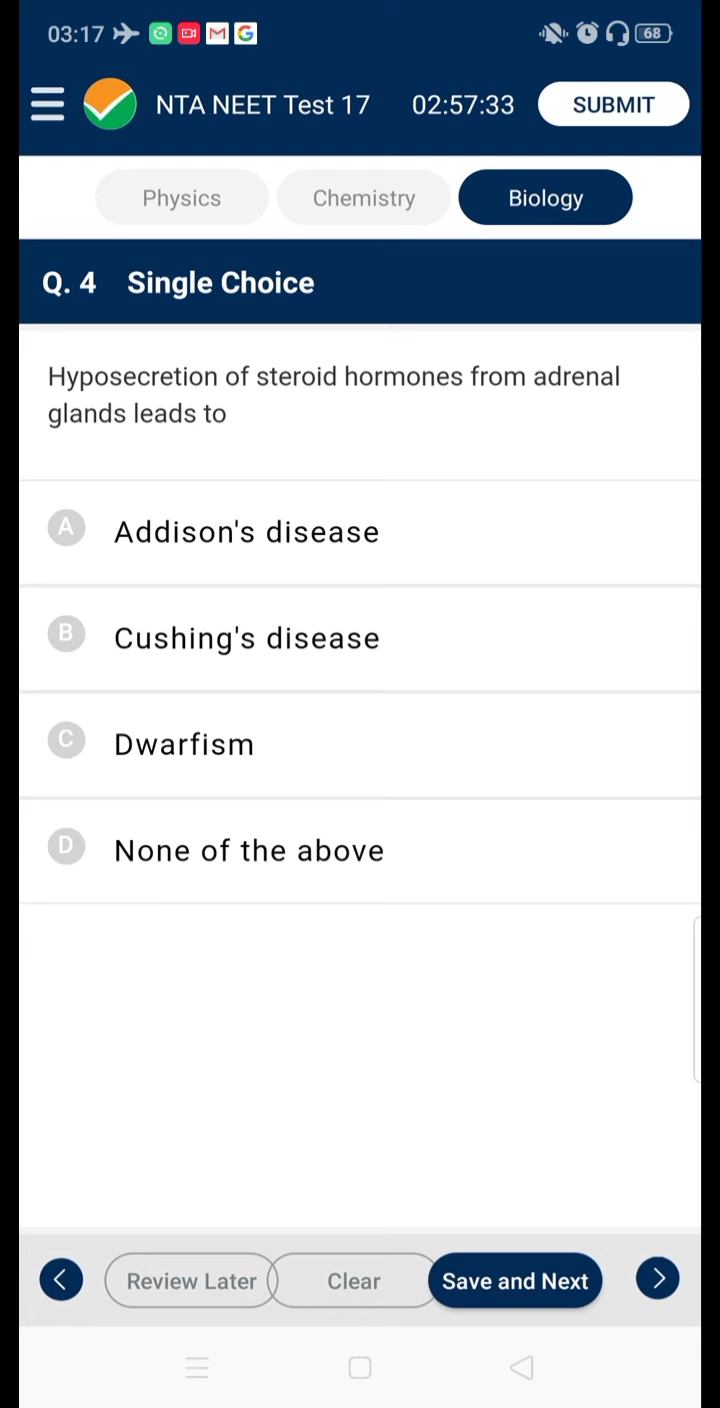 03:17 68
NTA NEET Test 17 02:57:33 SUBMIT
Physics Chemistry Biology
Q. 4 Single Choice
Hyposecretion of steroid hormones from adrenal
glands leads to
A Addison's disease
B Cushing's disease
C Dwarfism
D None of the above
Review Later Clear Save and Next